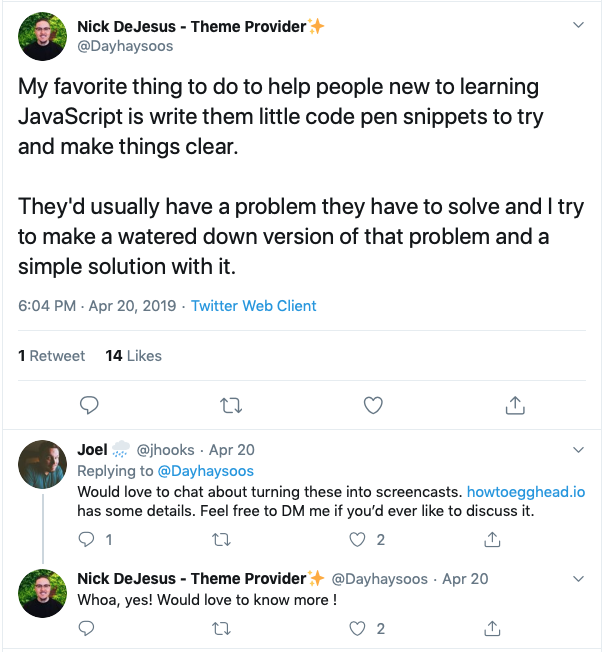 Nick DeJesus - Theme Provider✨
@Dayhaysoos
My favorite thing to do to help people new to learning
JavaScript is write them little code pen snippets to try
and make things clear.
They'd usually have a problem they have to solve and I try
to make a watered down version of that problem and a
simple solution with it.
6:04 PM · Apr 20, 2019 · Twitter Web Client
1 Retweet 14 Likes
Joel 🌧 @jhooks · Apr 20
Replying to @Dayhaysoos
Would love to chat about turning these into screencasts. howtoegghead.io
has some details. Feel free to DM me if you'd ever like to discuss it.
1 2
Nick DeJesus - Theme Provider✨ @Dayhaysoos · Apr 20
Whoa, yes! Would love to know more !
2